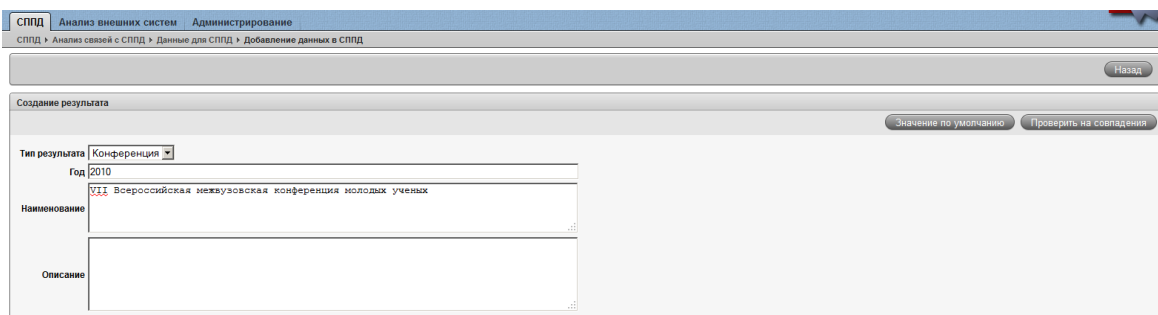 СППД Анализ внешних систем Администрирование
СППД Анализ связей с СППД Данные для СППД Добавление данных в СППД
Назад
Создание результата
Значение по умолчанию Проверить на совпадения
Тип результата Конференция
Год 2010
Наименование VII Всероссийская межвузовская конференция молодых ученых
Описание